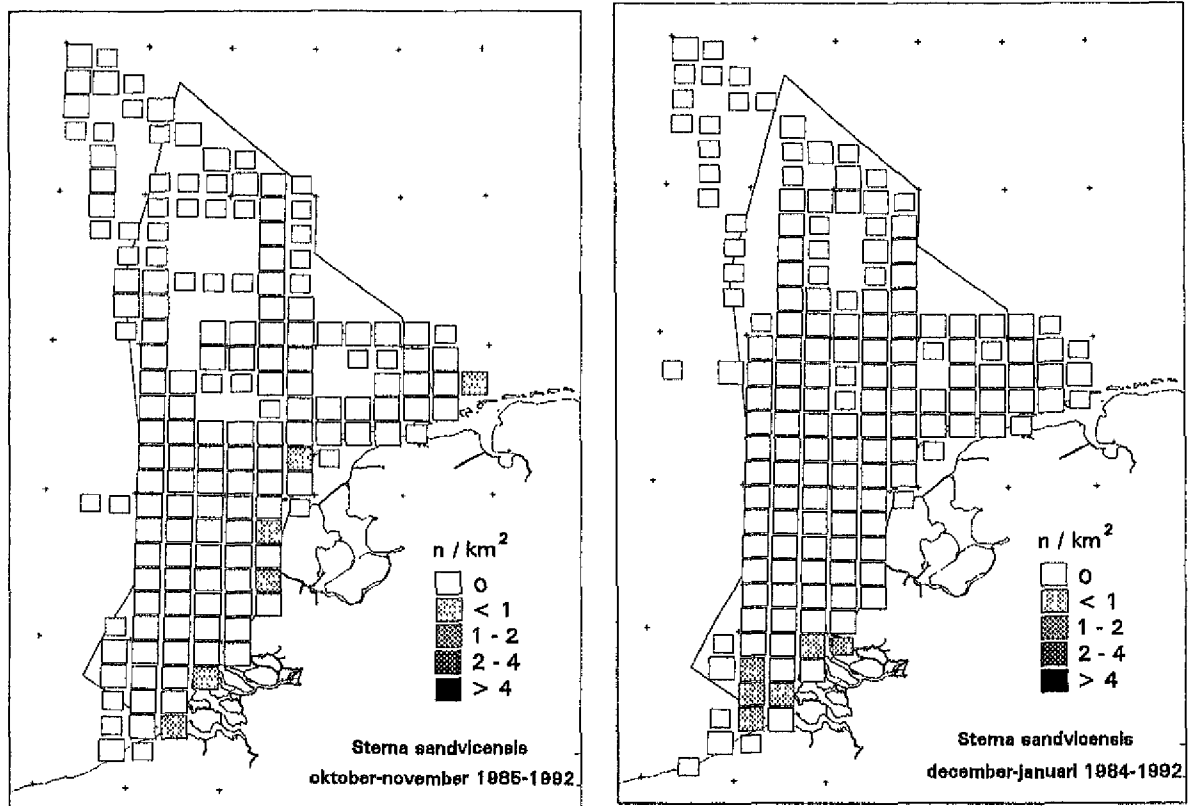 n / km²
0
< 1
1 - 2
2 - 4
> 4
Sterna sandvicensis
oktober-november 1985-1992
n / km²
0
< 1
1 - 2
2 - 4
> 4
Sterna sandvicensis
december-januari 1984-1992